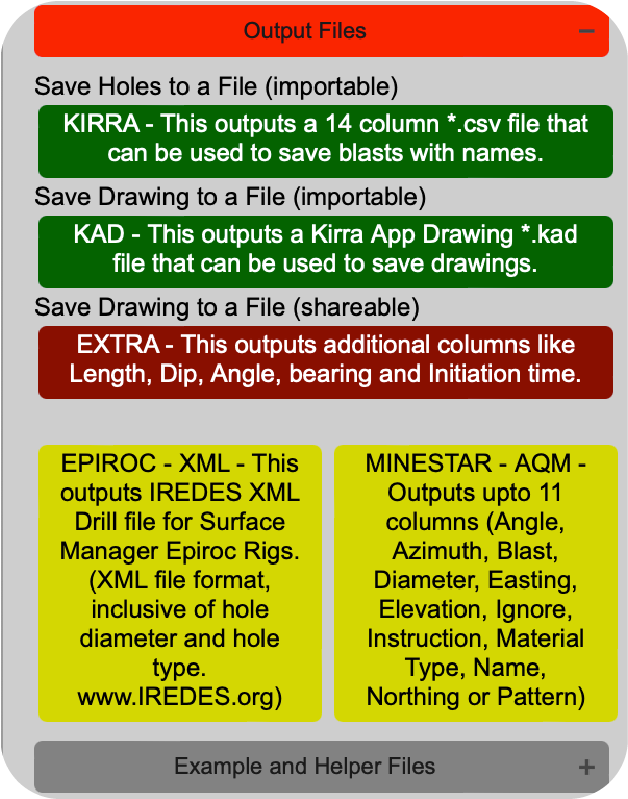 Output Files −
Save Holes to a File (importable)
KIRRA - This outputs a 14 column *.csv file that
can be used to save blasts with names.
Save Drawing to a File (importable)
KAD - This outputs a Kirra App Drawing *.kad
file that can be used to save drawings.
Save Drawing to a File (shareable)
EXTRA - This outputs additional columns like
Length, Dip, Angle, bearing and Initiation time.
EPIROC - XML - This
outputs IREDES XML
Drill file for Surface
Manager Epiroc Rigs.
(XML file format,
inclusive of hole
diameter and hole
type.
www.IREDES.org)
MINESTAR - AQM -
Outputs upto 11
columns (Angle,
Azimuth, Blast,
Diameter, Easting,
Elevation, Ignore,
Instruction, Material
Type, Name,
Northing or Pattern)
Example and Helper Files +